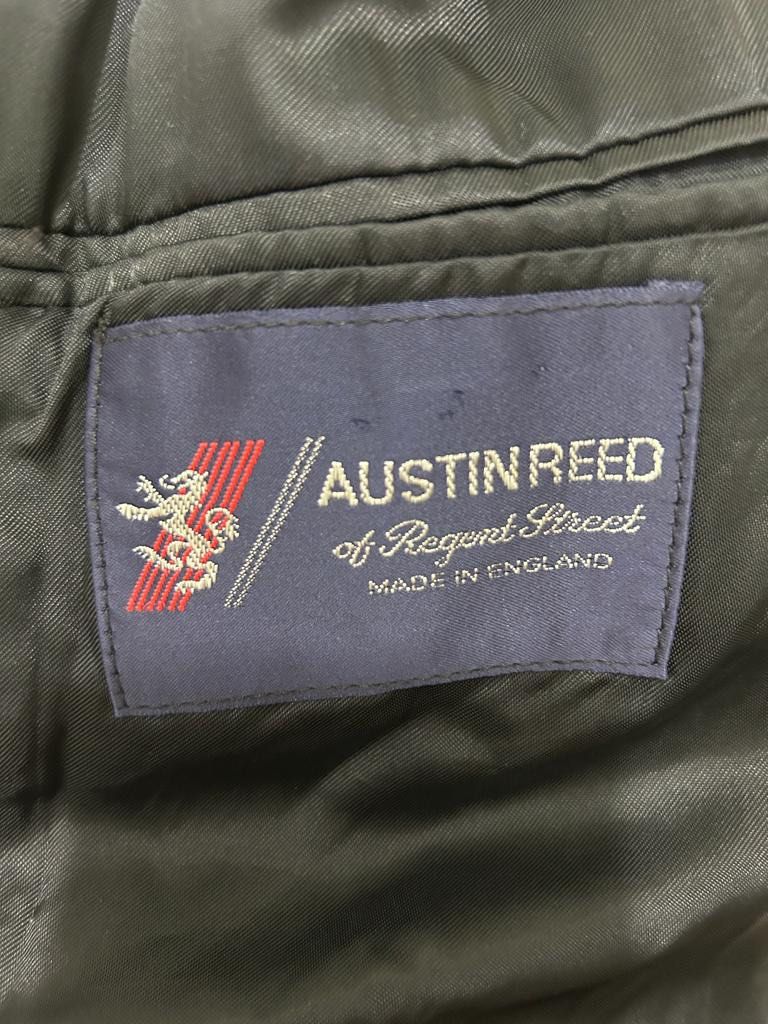 AUSTIN REED
of Regent Street
MADE IN ENGLAND